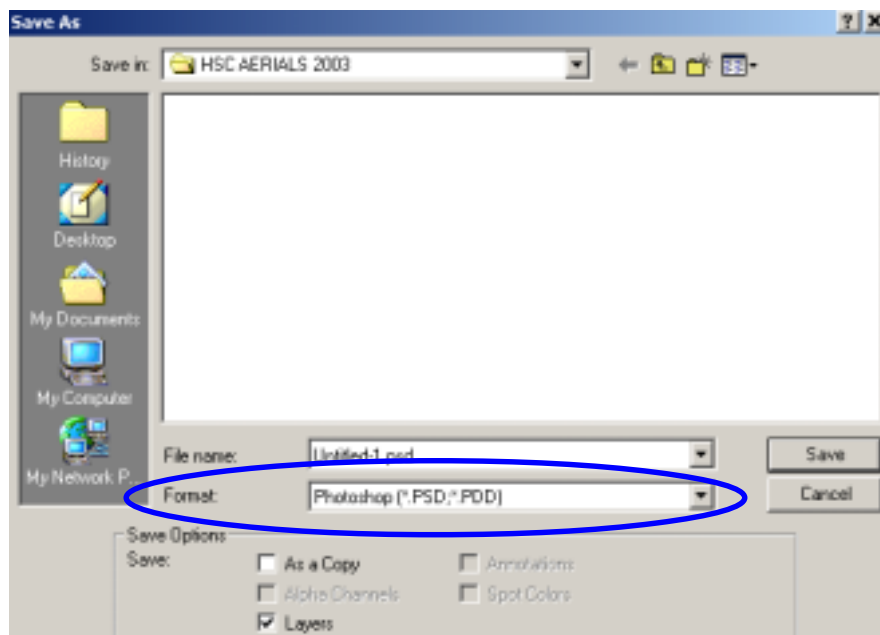 Save As
Save in: HSC AERIALS 2003
History
Desktop
My Documents
My Computer
My Network P...
File name: Untitled-1.psd Save
Format: Photoshop (*.PSD;*.PDD) Cancel
Save Options
Save: As a Copy Annotations
Alpha Channels Spot Colors
Layers